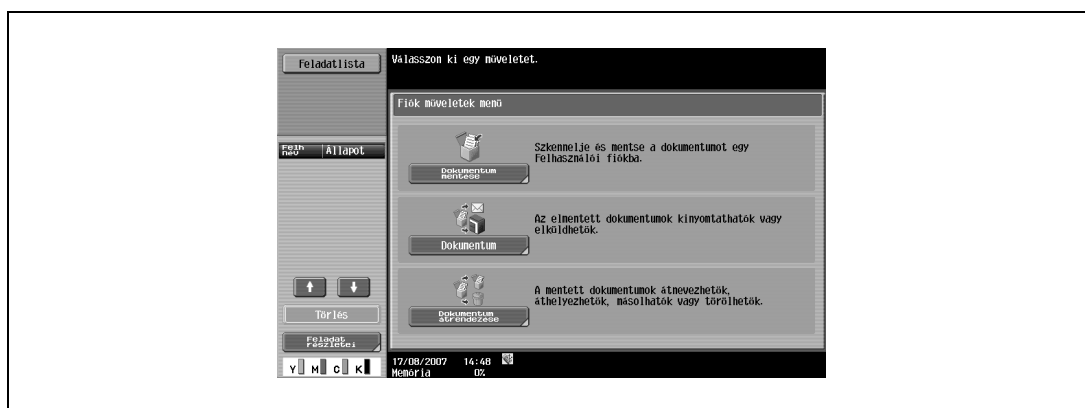 Feladatlista
Válasszon ki egy műveletet.
Fiók műveletek menü
Felh
név
Állapot
Szkennelje és mentse a dokumentumot egy
Felhasználói fiókba.
Dokumentum
mentése
Az elmentett dokumentumok kinyomtathatók vagy
elküldhetők.
Dokumentum
A mentett dokumentumok átnevezhetők,
áthelyezhetők, másolhatók vagy törölhetők.
Dokumentum
átrendezése
Törlés
Feladat
részletei
Y M C K
17/08/2007 14:48
Memória 0%